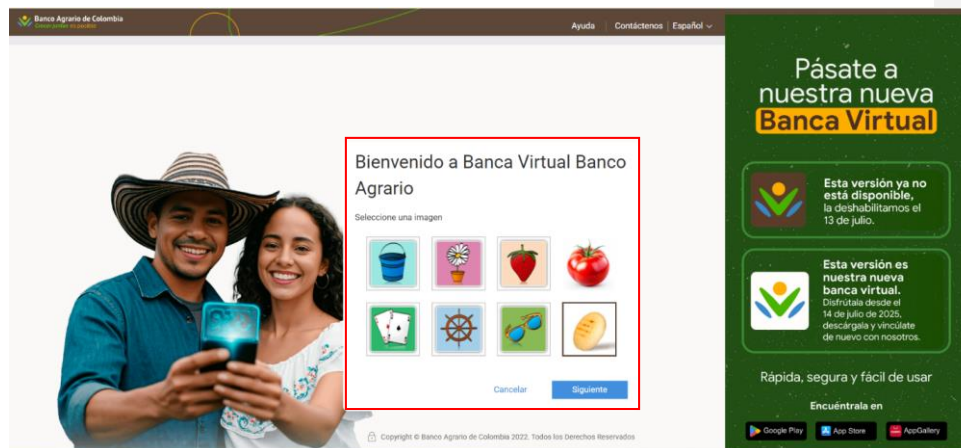 Banco Agrario de Colombia
Ayuda
Contáctenos
Español
Bienvenido a Banca Virtual Banco
Agrario
Seleccione una imagen
Cancelar
Siguiente
Copyright © Banco Agrario de Colombia 2022. Todos los Derechos Reservados
Pásate a
nuestra nueva
Banca Virtual
Esta versión ya no
está disponible,
la deshabilitamos el
13 de julio.
Esta versión es
nuestra nueva
banca virtual.
Disfrútala desde el
14 de julio de 2025,
descárgala y vincúlate
de nuevo con nosotros.
Rápida, segura y fácil de usar
Encuéntrala en
Google Play
App Store
AppGallery